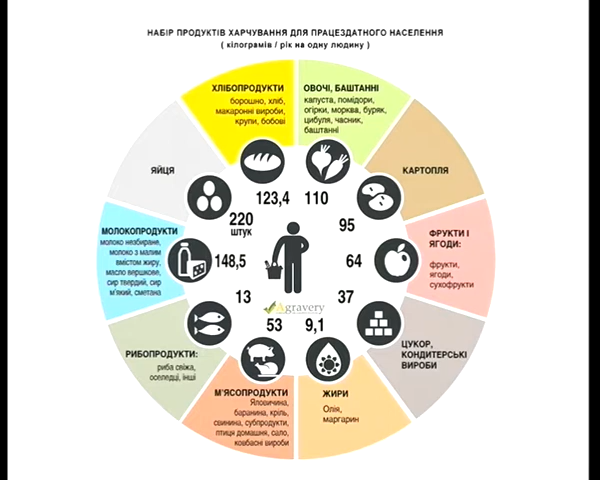 НАБІР ПРОДУКТІВ ХАРЧУВАННЯ ДЛЯ ПРАЦЕЗДАТНОГО НАСЕЛЕННЯ
( кілограмів / рік на одну людину )
ХЛІБОПРОДУКТИ
борошно, хліб,
макаронні вироби,
крупи, бобові
123,4
ОВОЧІ, БАШТАННІ
капуста, помідори,
огірки, морква, буряк,
цибуля, часник,
баштанні
110
КАРТОПЛЯ
95
ФРУКТИ І
ЯГОДИ:
фрукти,
ягоди,
сухофрукти
64
ЦУКОР,
КОНДИТЕРСЬКІ
ВИРОБИ
37
ЖИРИ
Олія,
маргарин
9,1
М'ЯСОПРОДУКТИ
Яловичина,
баранина, кріль,
свинина, субпродукти,
птиця домашня, сало,
ковбасні вироби
53
РИБОПРОДУКТИ:
риба свіжа,
оселедці, інші
13
МОЛОКОПРОДУКТИ
молоко незбиране,
молоко з малим
вмістом жиру,
масло вершкове,
сир твердий, сир
м'який, сметана
148,5
ЯЙЦЯ
220
штук
Agravery